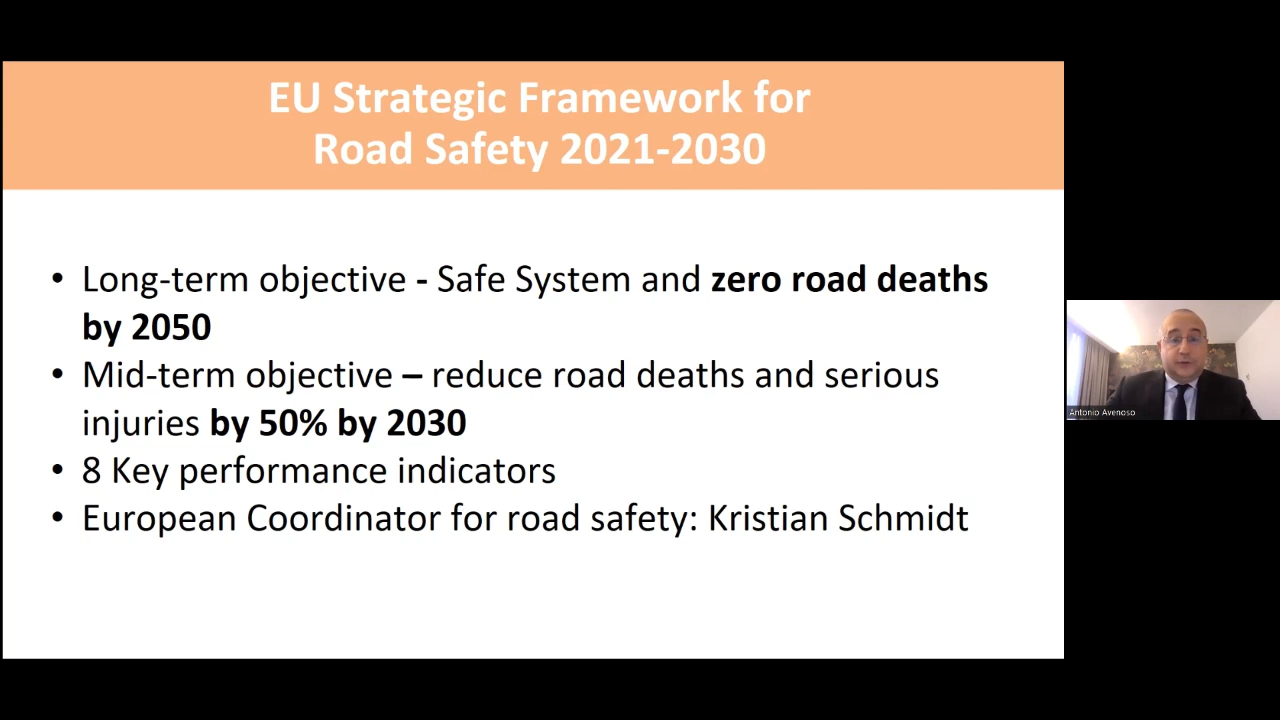 EU Strategic Framework for
Road Safety 2021-2030
• Long-term objective - Safe System and zero road deaths
by 2050
• Mid-term objective – reduce road deaths and serious
injuries by 50% by 2030
• 8 Key performance indicators
• European Coordinator for road safety: Kristian Schmidt
Antonio Avenoso